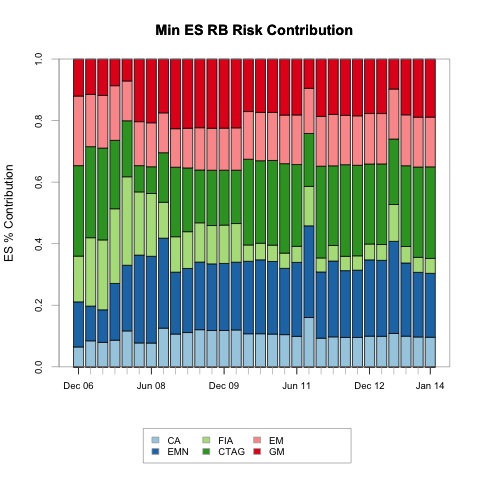 Min ES RB Risk Contribution
ES % Contribution
1.0
0.8
0.6
0.4
0.2
0.0
Dec 06 Jun 08 Dec 09 Jun 11 Dec 12 Jan 14
CA FIA EM
EMN CTAG GM